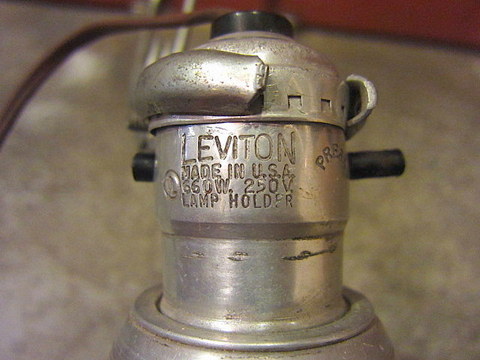 LEVITON
MADE IN U.S.A.
660W. 250V.
LAMP HOLDER